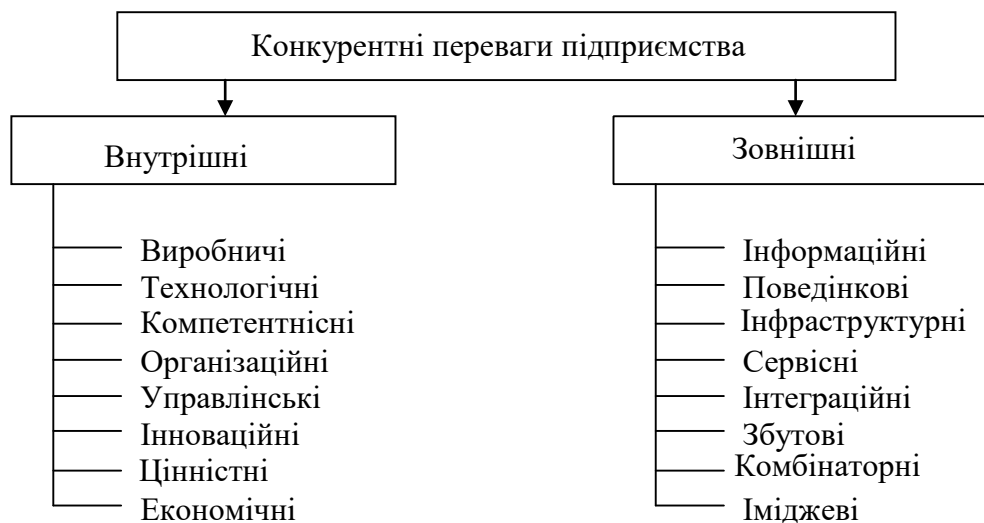 Конкурентні переваги підприємства
Внутрішні
Виробничі
Технологічні
Компетентнісні
Організаційні
Управлінські
Інноваційні
Цінністні
Економічні
Зовнішні
Інформаційні
Поведінкові
Інфраструктурні
Сервісні
Інтеграційні
Збутові
Комбінаторні
Іміджеві